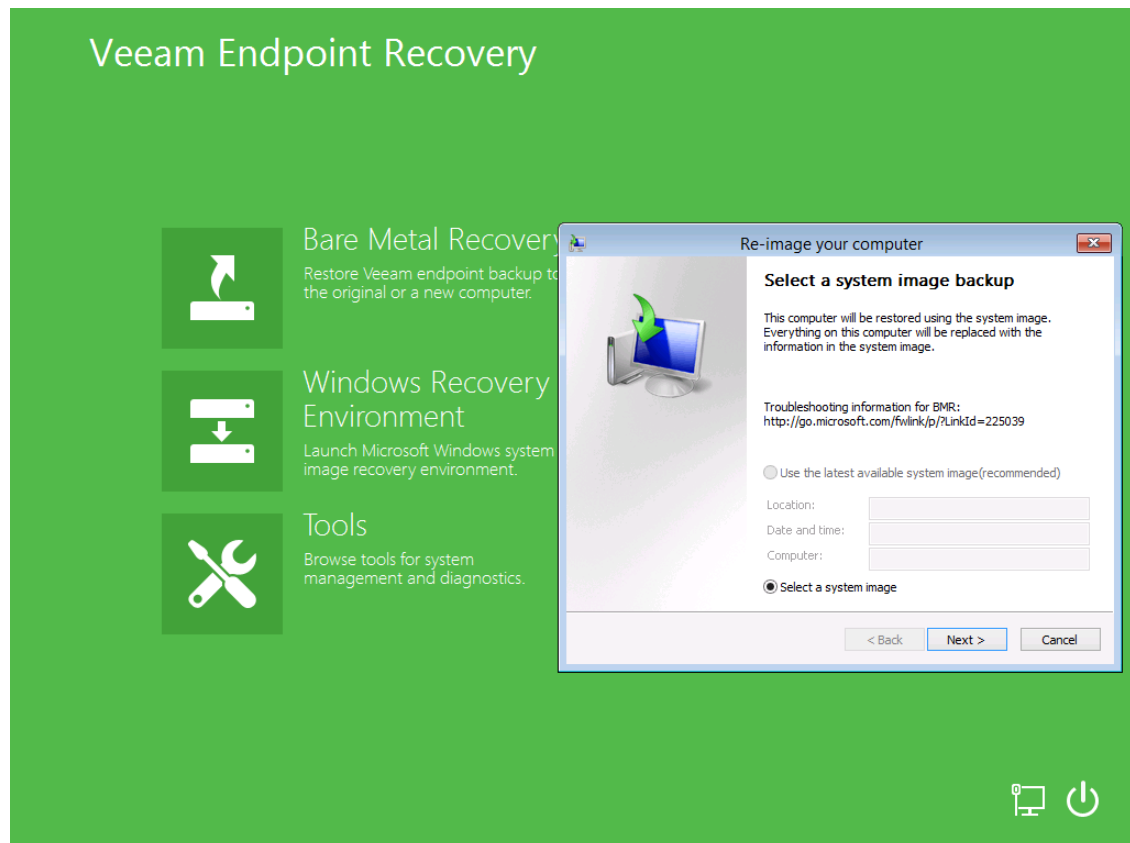 Veeam Endpoint Recovery
Bare Metal Recovery
Restore Veeam endpoint backup to
the original or a new computer.
Windows Recovery
Environment
Launch Microsoft Windows system
image recovery environment.
Tools
Browse tools for system
management and diagnostics.
Re-image your computer
Select a system image backup
This computer will be restored using the system image.
Everything on this computer will be replaced with the
information in the system image.
Troubleshooting information for BMR:
http://go.microsoft.com/fwlink/p/?LinkId=225039
Use the latest available system image(recommended)
Location:
Date and time:
Computer:
Select a system image
< Back
Next >
Cancel